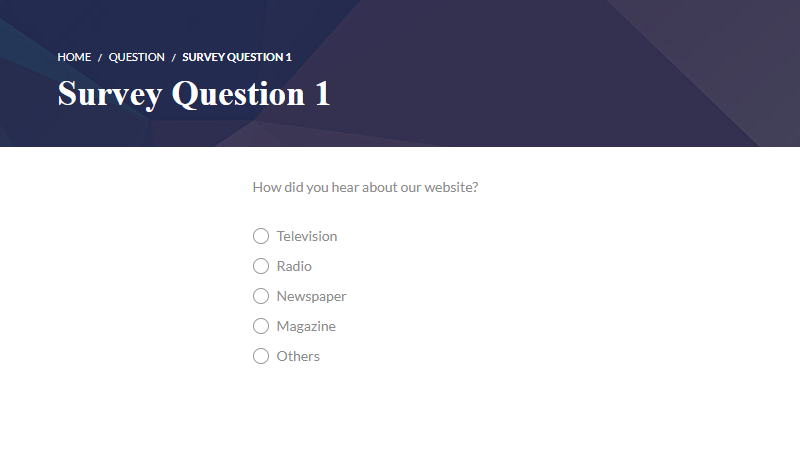 HOME / QUESTION / SURVEY QUESTION 1
Survey Question 1
How did you hear about our website?
Television
Radio
Newspaper
Magazine
Others